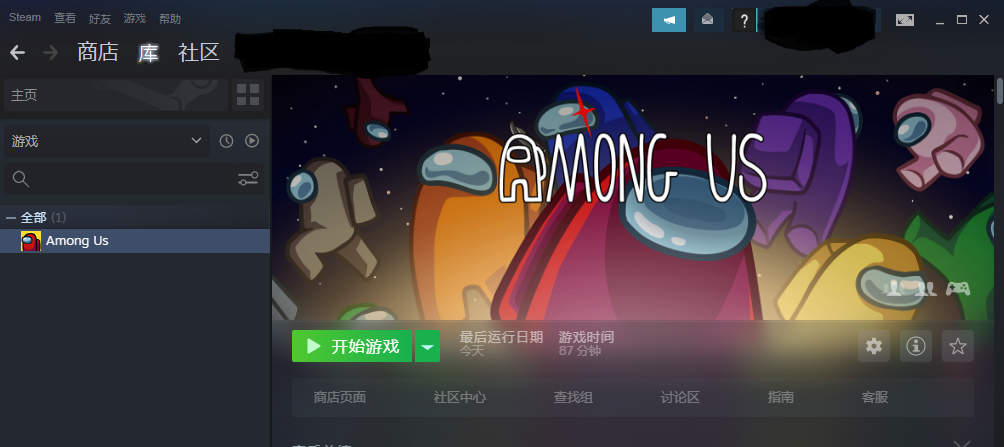 Steam 查看 好友 游戏 帮助
?
商店 库 社区
主页
游戏
全部 (1)
Among Us
AMONG US
开始游戏
最后运行日期
今天
游戏时间
87 分钟
商店页面 社区中心 查找组 讨论区 指南 客服